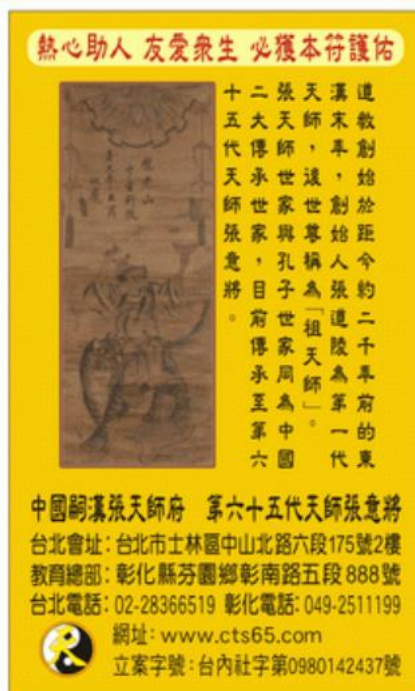 熱心助人 友愛衆生 必獲本符護佑
道教創始於距今約二千年前的東
漢末年，創始人張道陵為第一代
天師，後世尊稱為「祖天師」。
張天師世家與孔子世家同為中國
二大傳承世家，目前傳承至第六
十五代天師張意將。
中國嗣漢張天師府 第六十五代天師張意將
台北會址：台北市士林區中山北路六段175號2樓
教育總部：彰化縣芬園鄉彰南路五段888號
台北電話：02-28366519 彰化電話：049-2511199
網址：www.cts65.com
立案字號：台內社字第0980142437號